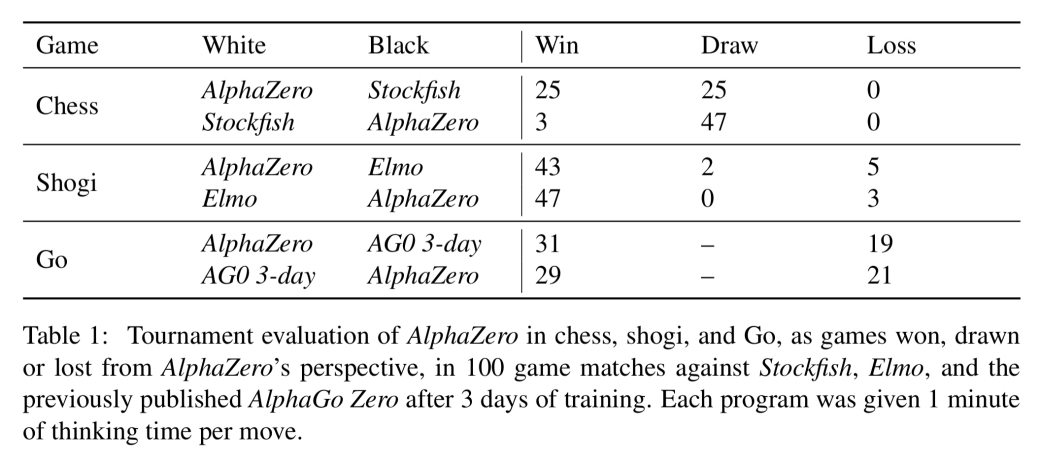 Game White Black Win Draw Loss
Chess
AlphaZero Stockfish 25 25 0
Stockfish AlphaZero 3 47 0
Shogi
AlphaZero Elmo 43 2 5
Elmo AlphaZero 47 0 3
Go
AlphaZero AG0 3-day 31 – 19
AG0 3-day AlphaZero 29 – 21
Table 1: Tournament evaluation of AlphaZero in chess, shogi, and Go, as games won, drawn
or lost from AlphaZero's perspective, in 100 game matches against Stockfish, Elmo, and the
previously published AlphaGo Zero after 3 days of training. Each program was given 1 minute
of thinking time per move.